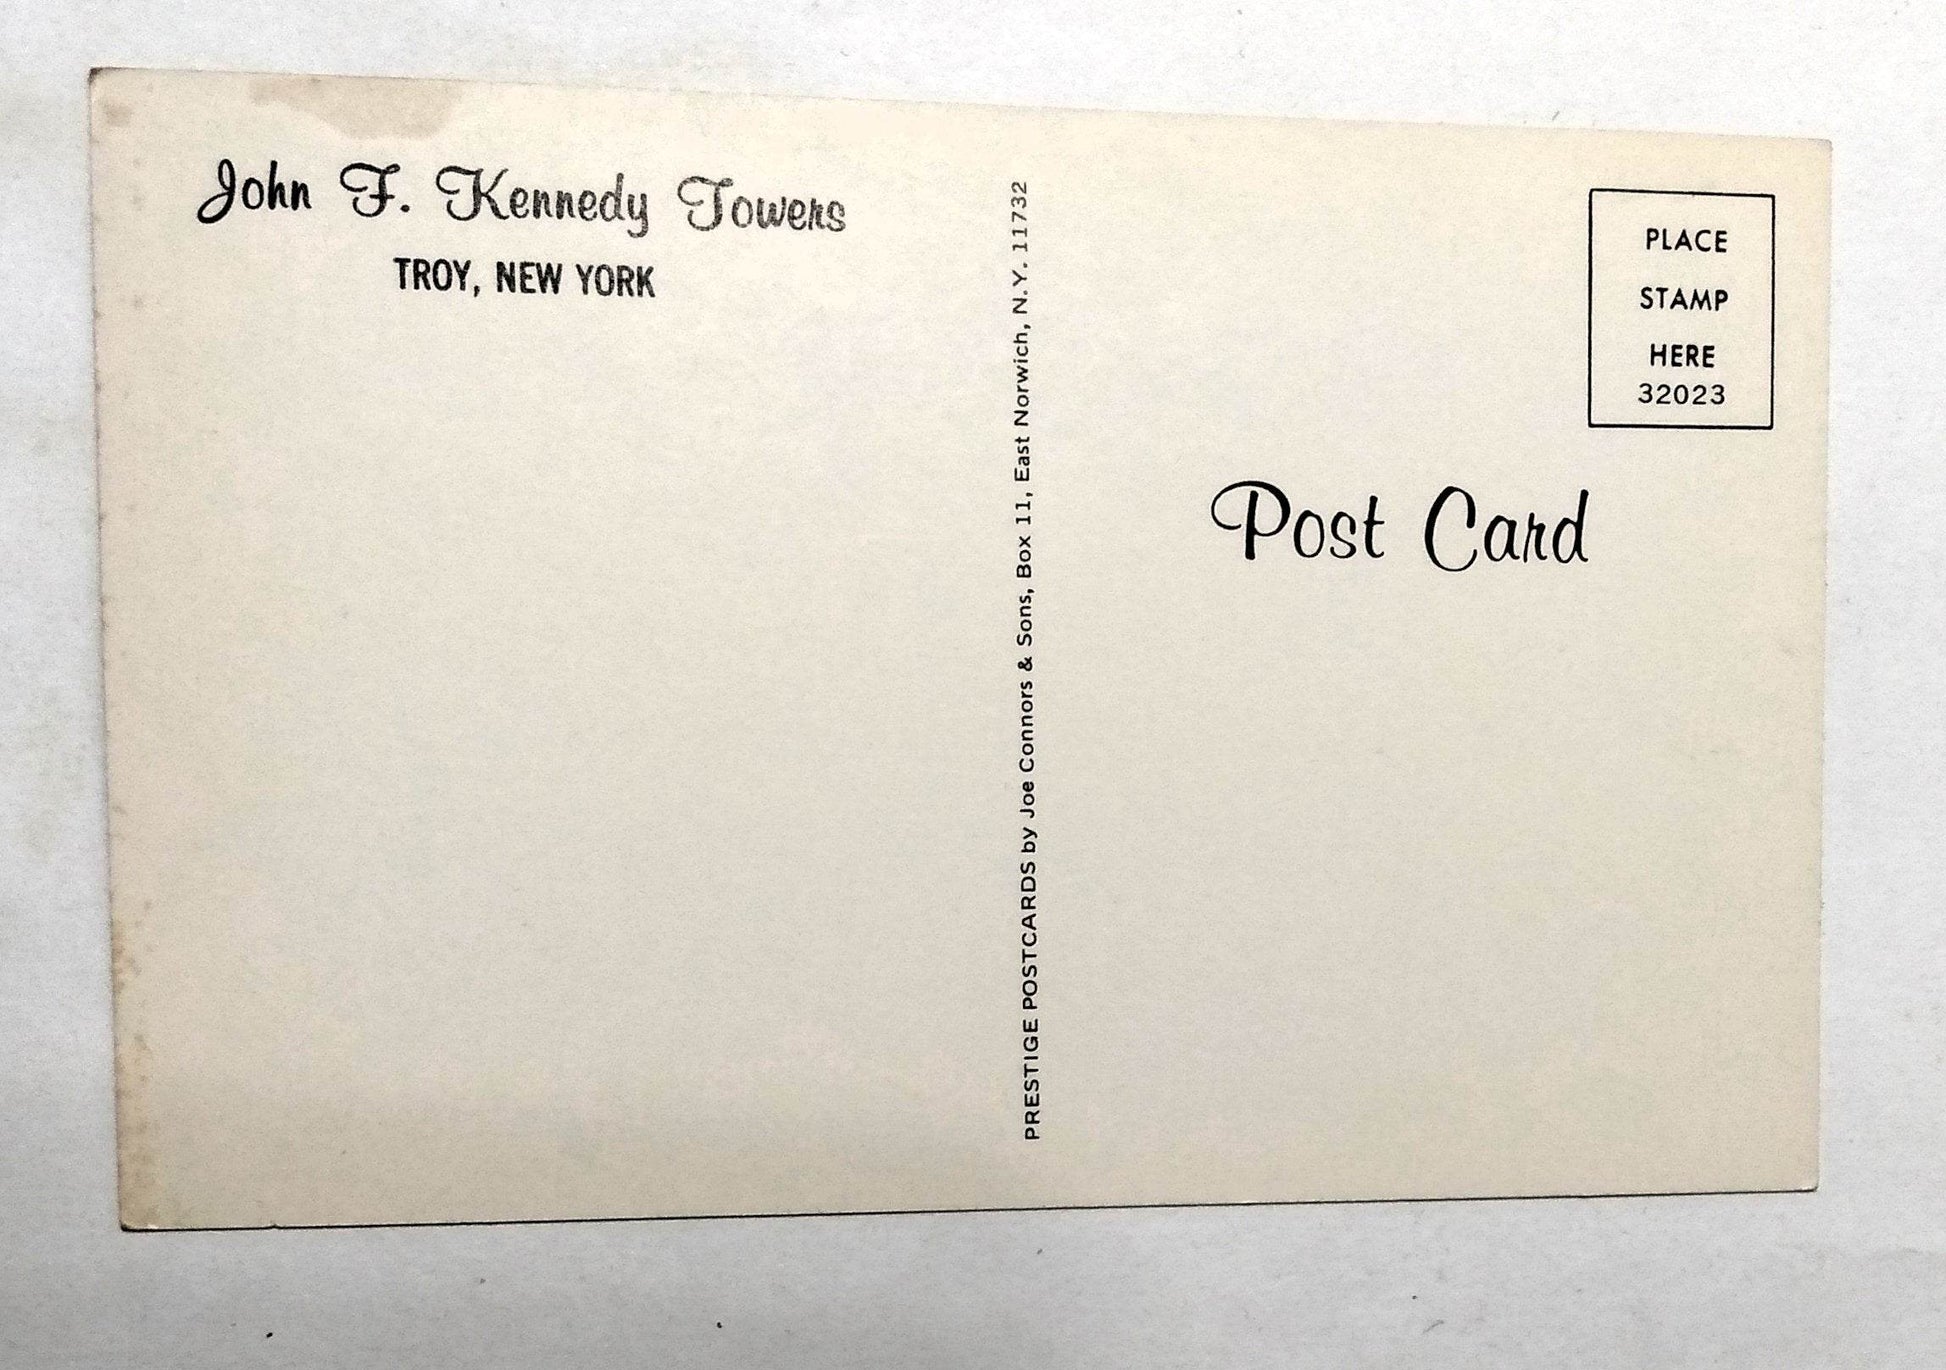 John F. Kennedy Towers
TROY, NEW YORK
PRESTIGE POSTCARDS by Joe Connors & Sons, Box 11, East Norwich, N.Y. 11732
PLACE
STAMP
HERE
32023
Post Card